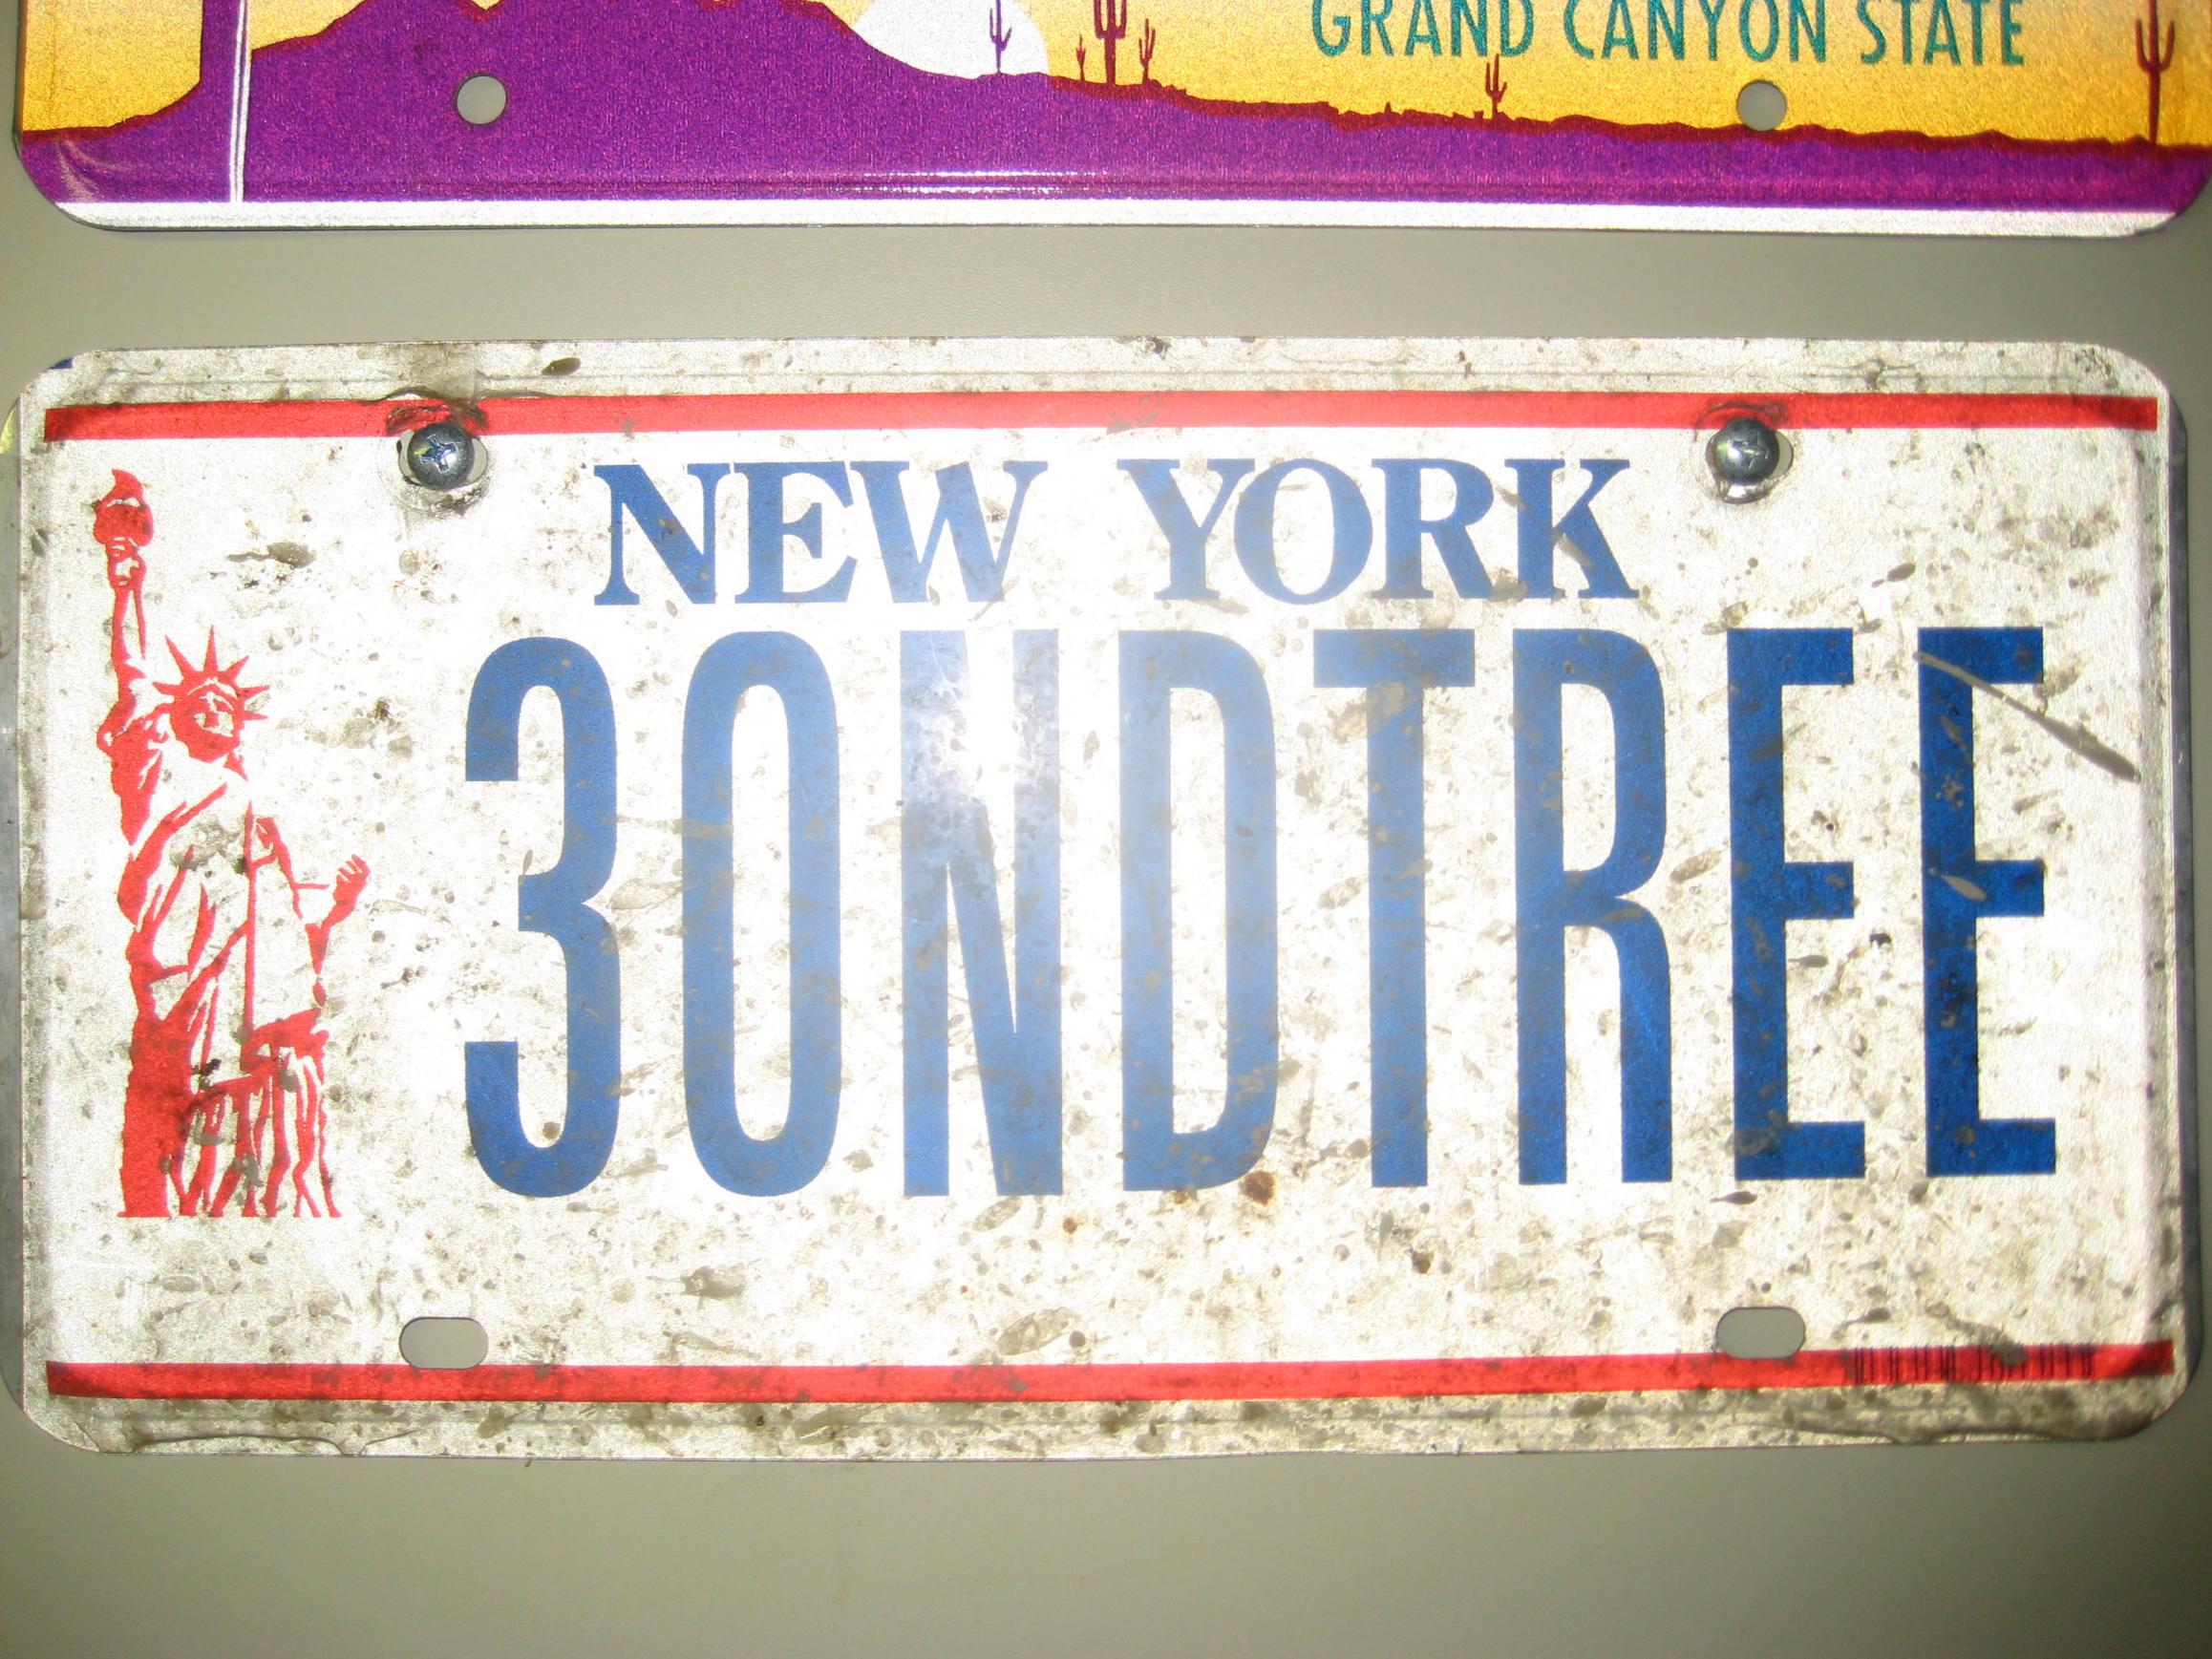 GRAND CANYON STATE
NEW YORK
3ONDTREE